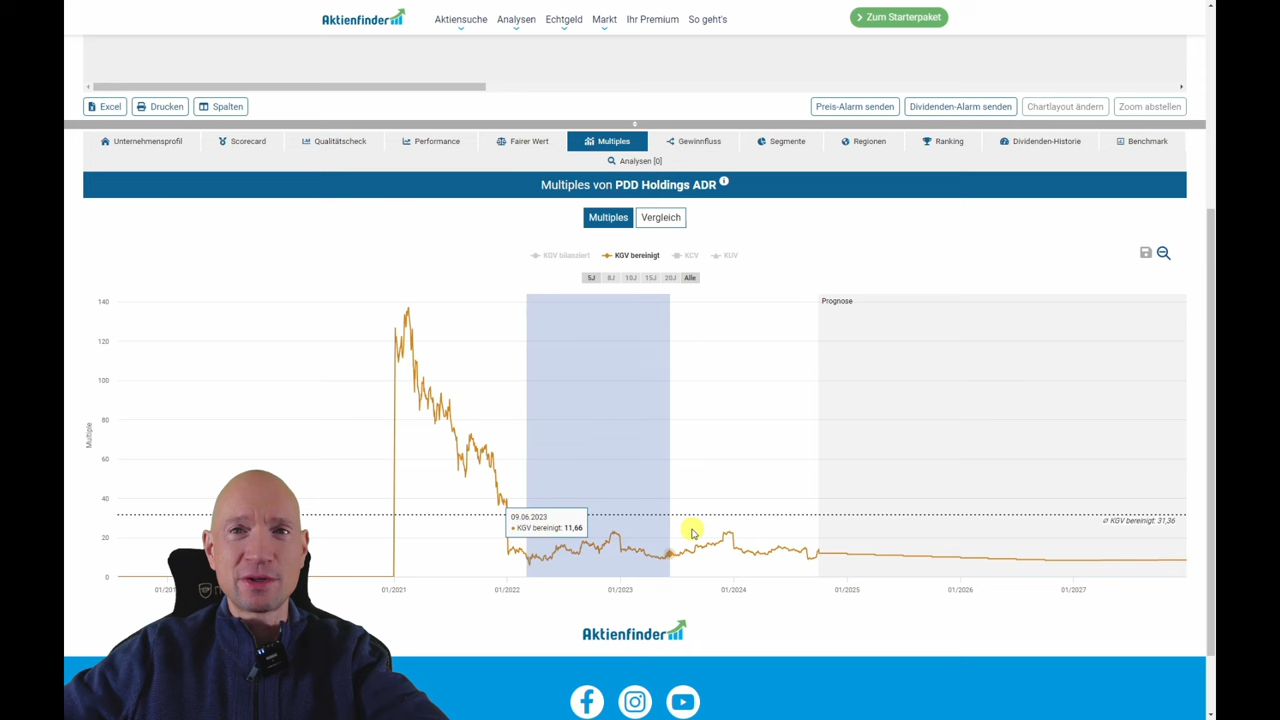 Aktienfinder
Aktiensuche Analysen Echtgeld Markt Ihr Premium So geht's
Zum Starterpaket
Excel Drucken Spalten
Preis-Alarm senden Dividenden-Alarm senden Chartlayout ändern Zoom abstellen
Unternehmensprofil Scorecard Qualitätscheck Performance Fairer Wert Multiples Gewinnfluss Segmente Regionen Ranking Dividenden-Historie Benchmark
Analysen [0]
Multiples von PDD Holdings ADR
Multiples Vergleich
KGV bilanziert KGV bereinigt KCV KUV
5J 8J 10J 15J 20J Alle
Prognose
140
120
100
80
60
40
20
0
Multiple
09.06.2023
KGV bereinigt: 11,66
Ø KGV bereinigt: 31,36
01/2021 01/2022 01/2023 01/2024 01/2025 01/2026 01/2027
Aktienfinder